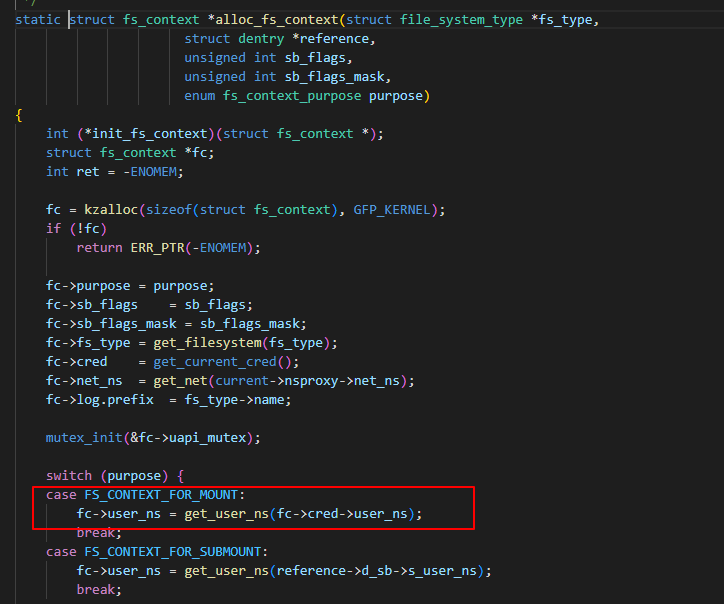 */
static struct fs_context *alloc_fs_context(struct file_system_type *fs_type,
struct dentry *reference,
unsigned int sb_flags,
unsigned int sb_flags_mask,
enum fs_context_purpose purpose)
{
int (*init_fs_context)(struct fs_context *);
struct fs_context *fc;
int ret = -ENOMEM;
fc = kzalloc(sizeof(struct fs_context), GFP_KERNEL);
if (!fc)
return ERR_PTR(-ENOMEM);
fc->purpose = purpose;
fc->sb_flags    = sb_flags;
fc->sb_flags_mask = sb_flags_mask;
fc->fs_type = get_filesystem(fs_type);
fc->cred    = get_current_cred();
fc->net_ns  = get_net(current->nsproxy->net_ns);
fc->log.prefix  = fs_type->name;
mutex_init(&fc->uapi_mutex);
switch (purpose) {
case FS_CONTEXT_FOR_MOUNT:
fc->user_ns = get_user_ns(fc->cred->user_ns);
break;
case FS_CONTEXT_FOR_SUBMOUNT:
fc->user_ns = get_user_ns(reference->d_sb->s_user_ns);
break;